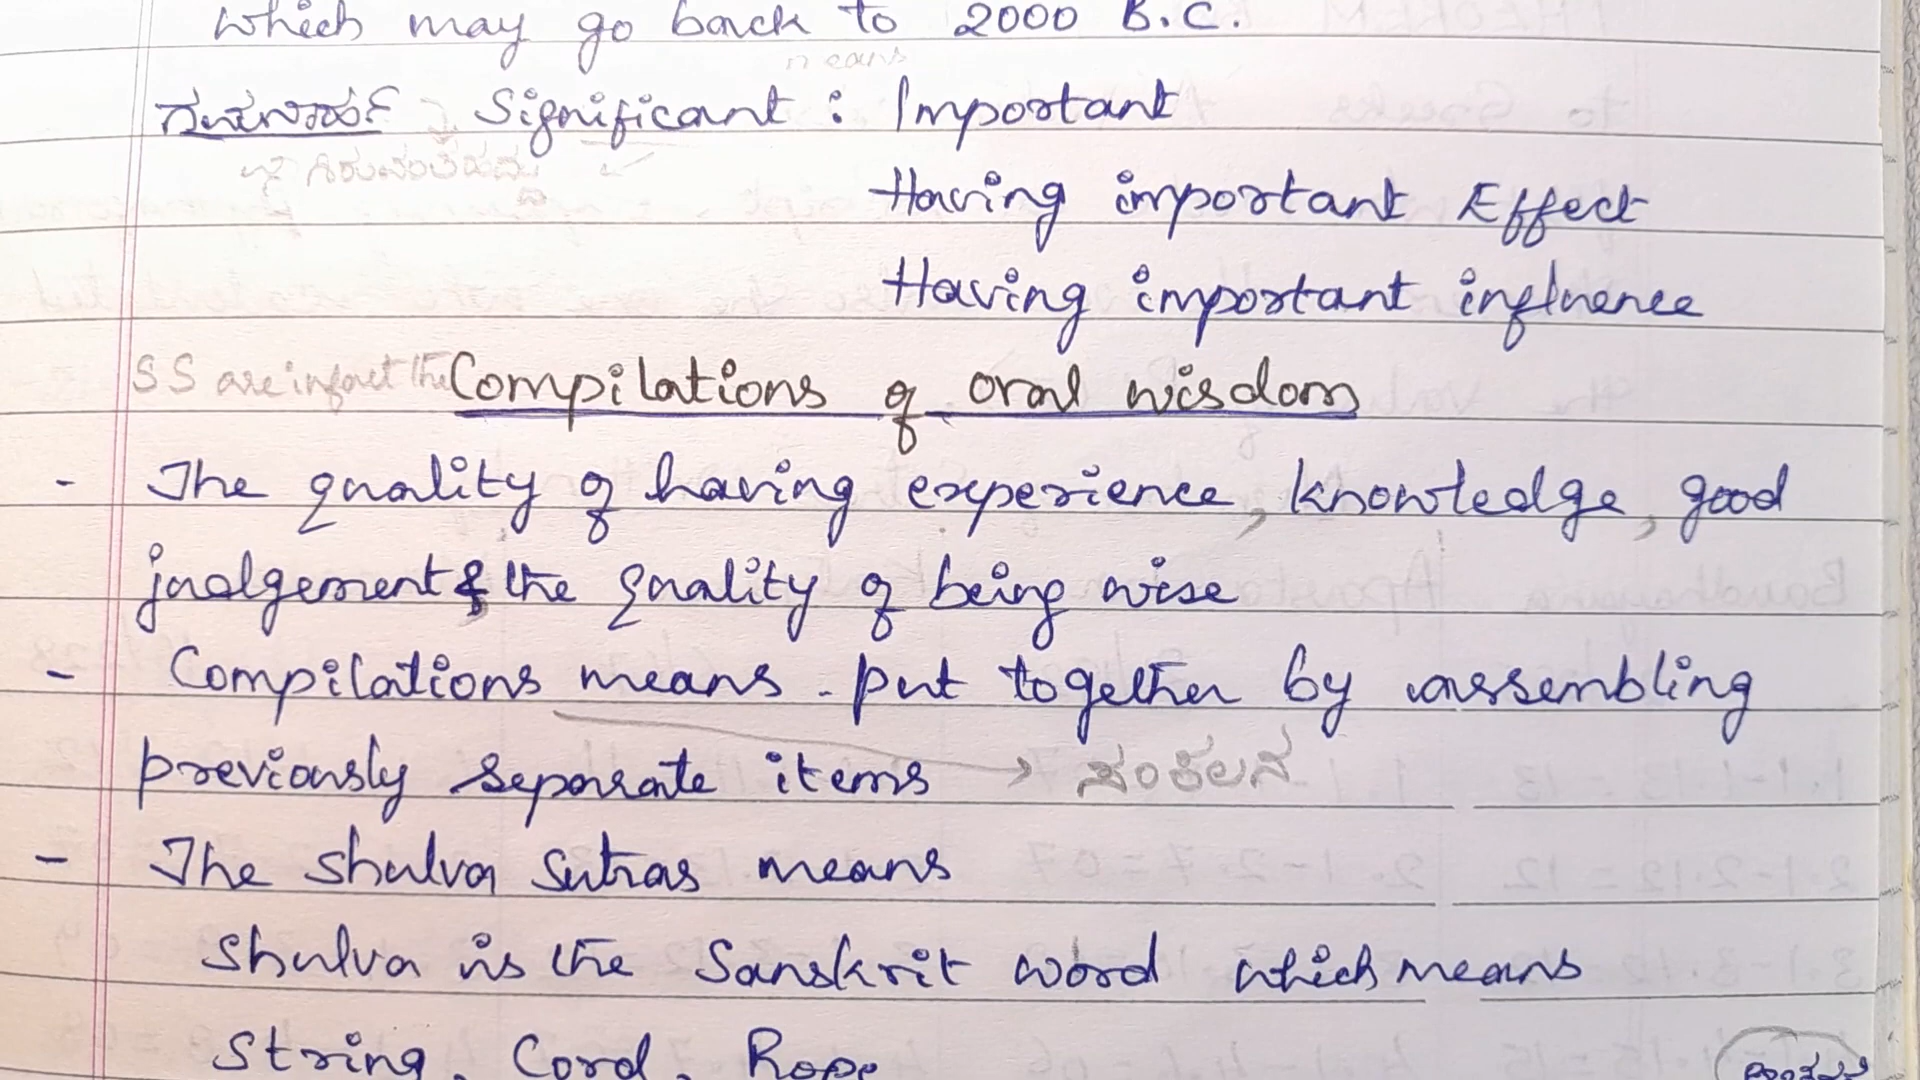 which may go back to 2000 B.C.
means
ಗಮನಾರ್ಹ Significant : Important
Having important Effect
Having important influence
SS are infact the Compilations of oral wisdom
- The quality of having experience, knowledge, good
judgement & the quality of being wise
- Compilations means - put together by assembling
previously separate items → ಸಂಕಲನ
- The Shulva Sutras means
Shulva is the Sanskrit word which means
String, Cord, Rope